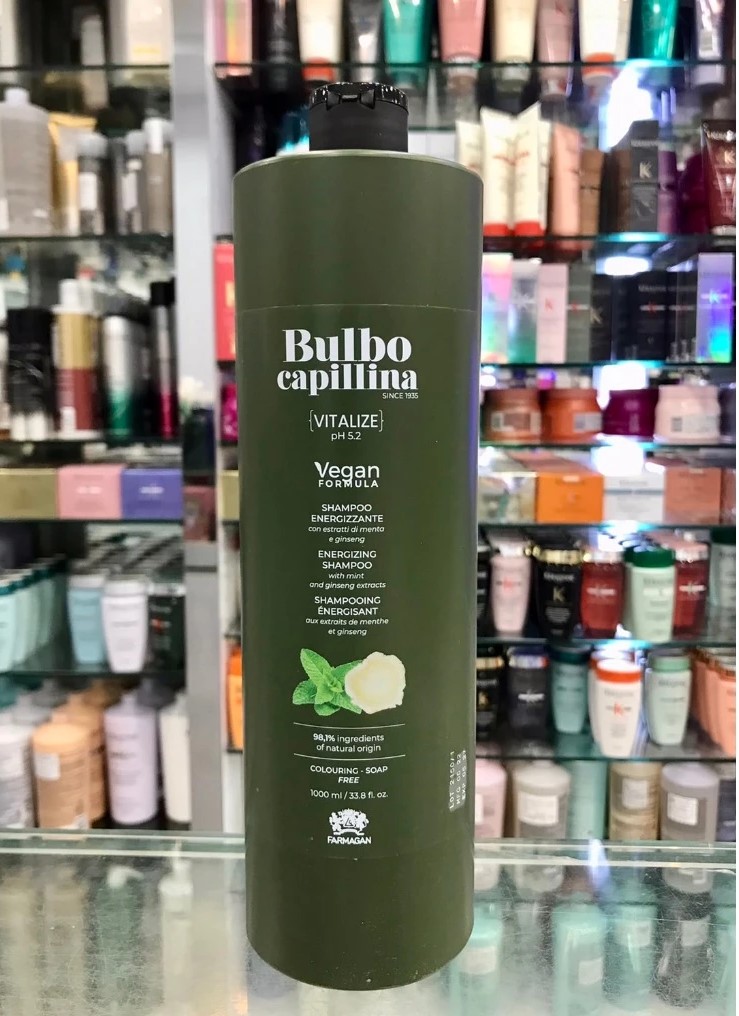 Bulbo
capillina
SINCE 1935
{VITALIZE}
pH 5.2
Vegan
FORMULA
SHAMPOO
ENERGIZZANTE
con estratti di menta
e ginseng
ENERGIZING
SHAMPOO
with mint
and ginseng extracts
SHAMPOOING
ÉNERGISANT
aux extraits de menthe
et ginseng
98,1% ingredients
of natural origin
COLOURING - SOAP
FREE
1000 ml / 33.8 fl. oz.
FARMAGAN